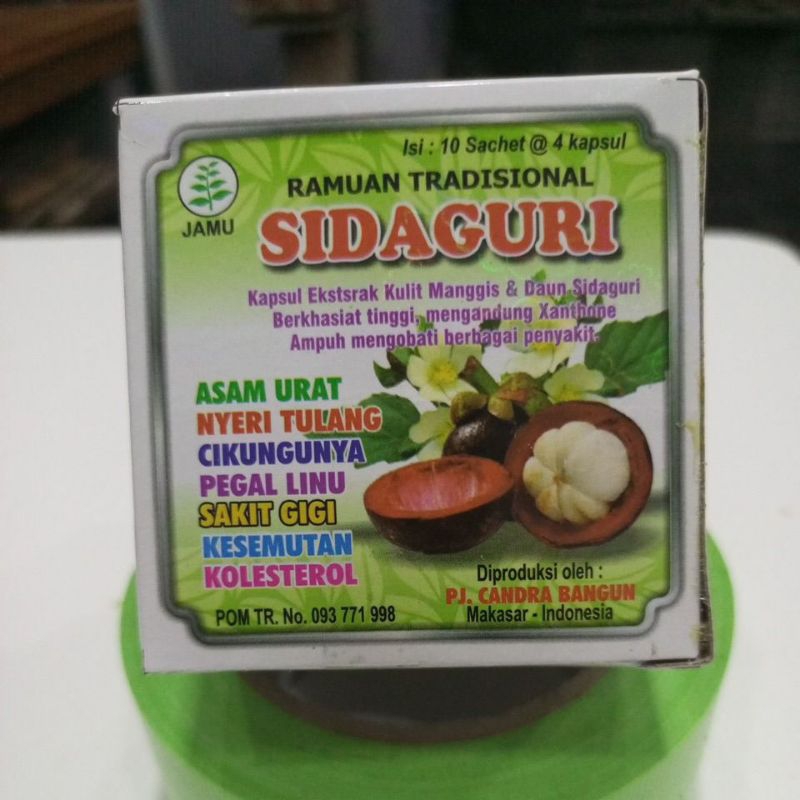 Isi : 10 Sachet @ 4 kapsul
JAMU
RAMUAN TRADISIONAL
SIDAGURI
Kapsul Ekstsrak Kulit Manggis & Daun Sidaguri
Berkhasiat tinggi, mengandung Xanthone
Ampuh mengobati berbagai penyakit.
ASAM URAT
NYERI TULANG
CIKUNGUNYA
PEGAL LINU
SAKIT GIGI
KESEMUTAN
KOLESTEROL
POM TR. No. 093 771 998
Diproduksi oleh :
PJ. CANDRA BANGUN
Makasar - Indonesia